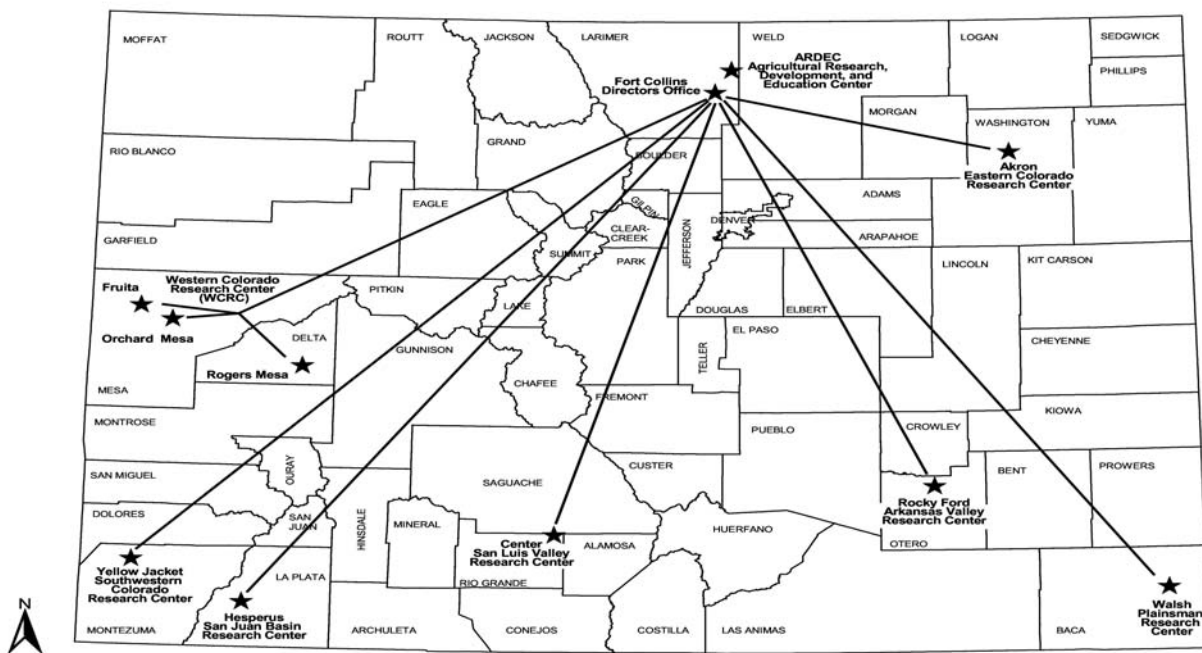 MOFFAT
ROUTT
JACKSON
LARIMER
WELD
LOGAN
SEDGWICK
PHILLIPS
ARDEC
Agricultural Research,
Development, and
Education Center
Fort Collins
Directors Office
MORGAN
WASHINGTON
YUMA
RIO BLANCO
GRAND
BOULDER
Akron
Eastern Colorado
Research Center
EAGLE
GILPIN
ADAMS
GARFIELD
CLEAR-
CREEK
DENVER
JEFFERSON
ARAPAHOE
SUMMIT
PARK
LINCOLN
KIT CARSON
Western Colorado
Research Center
(WCRC)
Fruita
PITKIN
LAKE
DOUGLAS
ELBERT
Orchard Mesa
DELTA
GUNNISON
EL PASO
TELLER
CHEYENNE
Rogers Mesa
MESA
CHAFEE
FREMONT
KIOWA
MONTROSE
PUEBLO
CROWLEY
OURAY
SAN MIGUEL
CUSTER
BENT
PROWERS
SAGUACHE
DOLORES
SAN
JUAN
HINSDALE
MINERAL
HUERFANO
Rocky Ford
Arkansas Valley
Research Center
OTERO
Center
San Luis Valley
Research Center
ALAMOSA
Yellow Jacket
Southwestern
Colorado
Research Center
LA PLATA
RIO GRANDE
Hesperus
San Juan Basin
Research Center
Walsh
Plainsman
Research
Center
N
MONTEZUMA
ARCHULETA
CONEJOS
COSTILLA
LAS ANIMAS
BACA